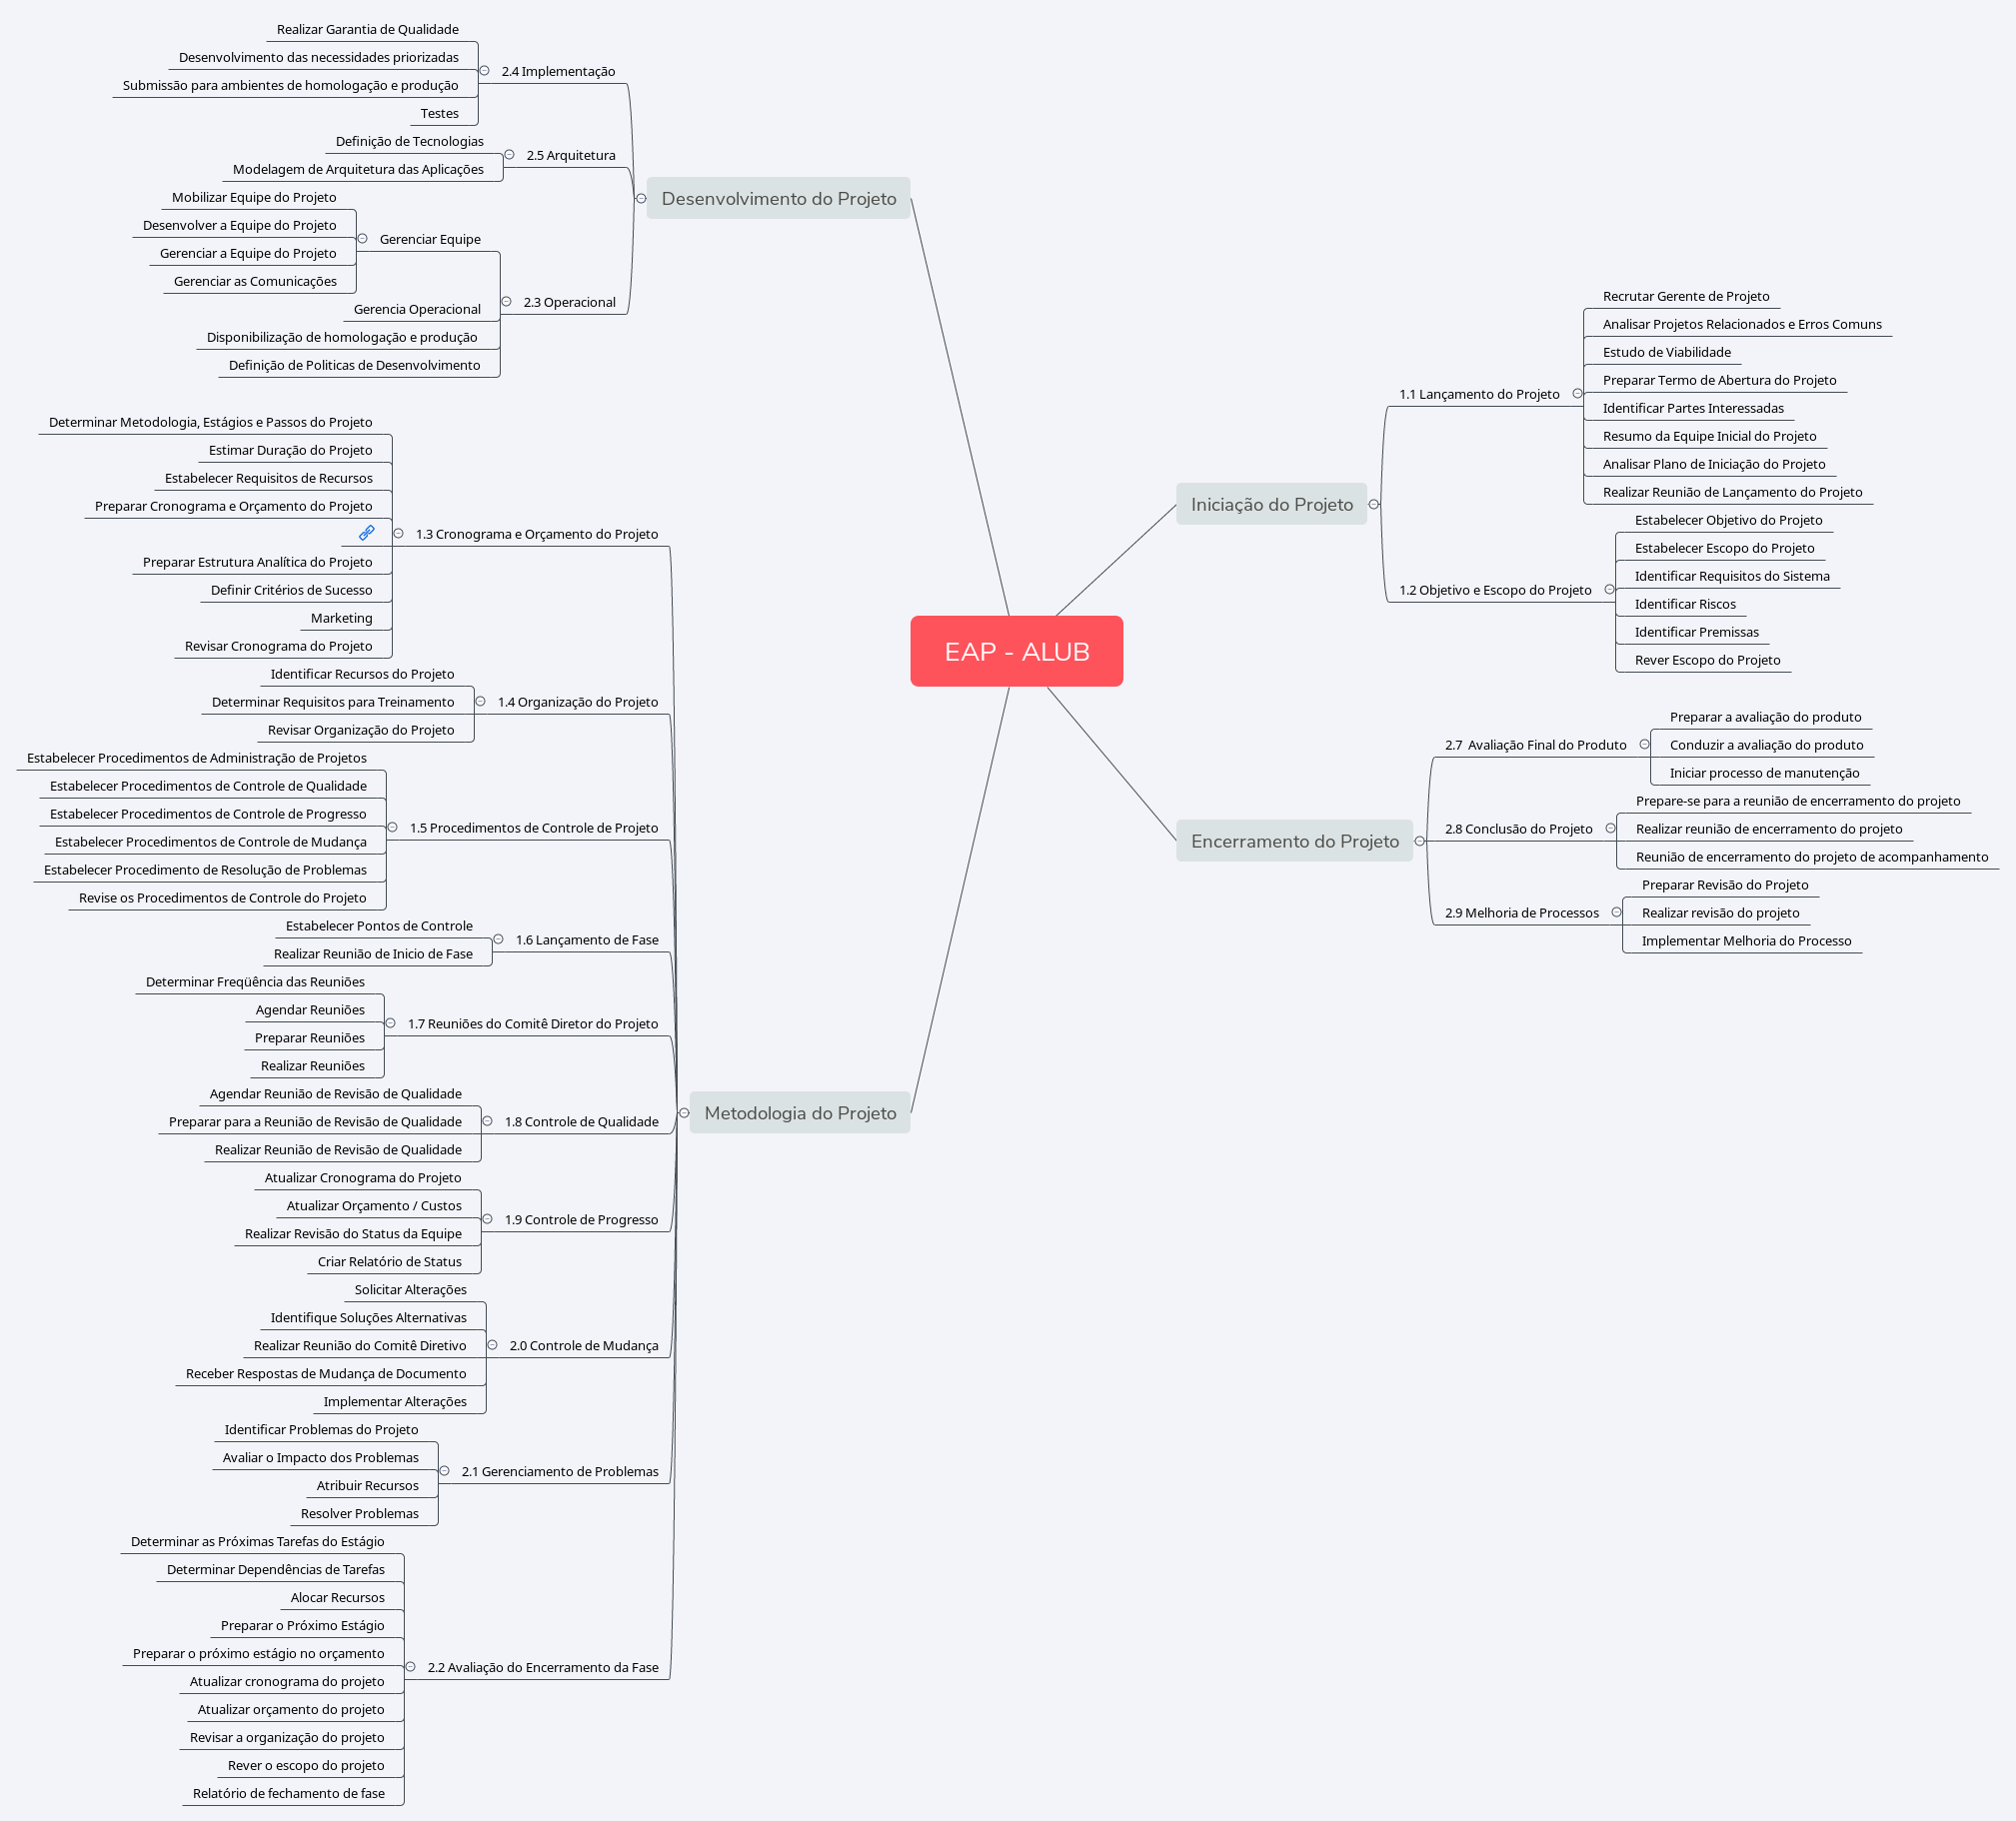 EAP - ALUB
Iniciação do Projeto
1.1 Lançamento do Projeto
Recrutar Gerente de Projeto
Analisar Projetos Relacionados e Erros Comuns
Estudo de Viabilidade
Preparar Termo de Abertura do Projeto
Identificar Partes Interessadas
Resumo da Equipe Inicial do Projeto
Analisar Plano de Iniciação do Projeto
Realizar Reunião de Lançamento do Projeto
1.2 Objetivo e Escopo do Projeto
Estabelecer Objetivo do Projeto
Estabelecer Escopo do Projeto
Identificar Requisitos do Sistema
Identificar Riscos
Identificar Premissas
Rever Escopo do Projeto
Encerramento do Projeto
2.7 Avaliação Final do Produto
Preparar a avaliação do produto
Conduzir a avaliação do produto
Iniciar processo de manutenção
2.8 Conclusão do Projeto
Prepare-se para a reunião de encerramento do projeto
Realizar reunião de encerramento do projeto
Reunião de encerramento do projeto de acompanhamento
2.9 Melhoria de Processos
Preparar Revisão do Projeto
Realizar revisão do projeto
Implementar Melhoria do Processo
Desenvolvimento do Projeto
2.4 Implementação
Realizar Garantia de Qualidade
Desenvolvimento das necessidades priorizadas
Submissão para ambientes de homologação e produção
Testes
2.5 Arquitetura
Definição de Tecnologias
Modelagem de Arquitetura das Aplicações
2.3 Operacional
Gerenciar Equipe
Mobilizar Equipe do Projeto
Desenvolver a Equipe do Projeto
Gerenciar a Equipe do Projeto
Gerenciar as Comunicações
Gerencia Operacional
Disponibilização de homologação e produção
Definição de Politicas de Desenvolvimento
Metodologia do Projeto
1.3 Cronograma e Orçamento do Projeto
Determinar Metodologia, Estágios e Passos do Projeto
Estimar Duração do Projeto
Estabelecer Requisitos de Recursos
Preparar Cronograma e Orçamento do Projeto
Preparar Estrutura Analítica do Projeto
Definir Critérios de Sucesso
Marketing
Revisar Cronograma do Projeto
1.4 Organização do Projeto
Identificar Recursos do Projeto
Determinar Requisitos para Treinamento
Revisar Organização do Projeto
1.5 Procedimentos de Controle de Projeto
Estabelecer Procedimentos de Administração de Projetos
Estabelecer Procedimentos de Controle de Qualidade
Estabelecer Procedimentos de Controle de Progresso
Estabelecer Procedimentos de Controle de Mudança
Estabelecer Procedimento de Resolução de Problemas
Revise os Procedimentos de Controle do Projeto
1.6 Lançamento de Fase
Estabelecer Pontos de Controle
Realizar Reunião de Inicio de Fase
1.7 Reuniões do Comitê Diretor do Projeto
Determinar Freqüência das Reuniões
Agendar Reuniões
Preparar Reuniões
Realizar Reuniões
1.8 Controle de Qualidade
Agendar Reunião de Revisão de Qualidade
Preparar para a Reunião de Revisão de Qualidade
Realizar Reunião de Revisão de Qualidade
1.9 Controle de Progresso
Atualizar Cronograma do Projeto
Atualizar Orçamento / Custos
Realizar Revisão do Status da Equipe
Criar Relatório de Status
2.0 Controle de Mudança
Solicitar Alterações
Identifique Soluções Alternativas
Realizar Reunião do Comitê Diretivo
Receber Respostas de Mudança de Documento
Implementar Alterações
2.1 Gerenciamento de Problemas
Identificar Problemas do Projeto
Avaliar o Impacto dos Problemas
Atribuir Recursos
Resolver Problemas
2.2 Avaliação do Encerramento da Fase
Determinar as Próximas Tarefas do Estágio
Determinar Dependências de Tarefas
Alocar Recursos
Preparar o Próximo Estágio
Preparar o próximo estágio no orçamento
Atualizar cronograma do projeto
Atualizar orçamento do projeto
Revisar a organização do projeto
Rever o escopo do projeto
Relatório de fechamento de fase